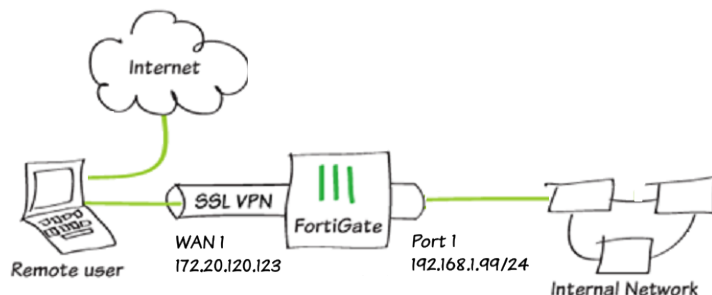 Internet
SSL VPN
FortiGate
WAN 1
172.20.120.123
Port 1
192.168.1.99/24
Remote user
Internal Network